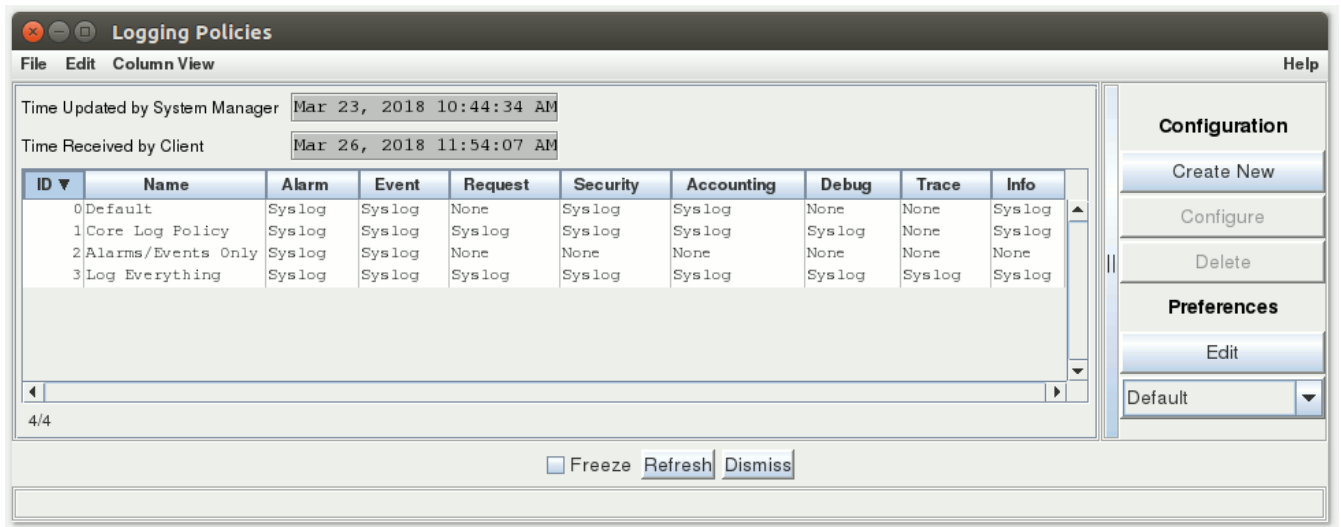 Logging Policies
File Edit Column View Help
Time Updated by System Manager Mar 23, 2018 10:44:34 AM
Time Received by Client Mar 26, 2018 11:54:07 AM
ID ▼ Name Alarm Event Request Security Accounting Debug Trace Info
0 Default Syslog Syslog None Syslog Syslog None None Syslog
1 Core Log Policy Syslog Syslog Syslog Syslog Syslog Syslog None Syslog
2 Alarms/Events Only Syslog Syslog None None None None None None
3 Log Everything Syslog Syslog Syslog Syslog Syslog Syslog Syslog Syslog
4/4
Configuration
Create New
Configure
Delete
Preferences
Edit
Default
Freeze Refresh Dismiss